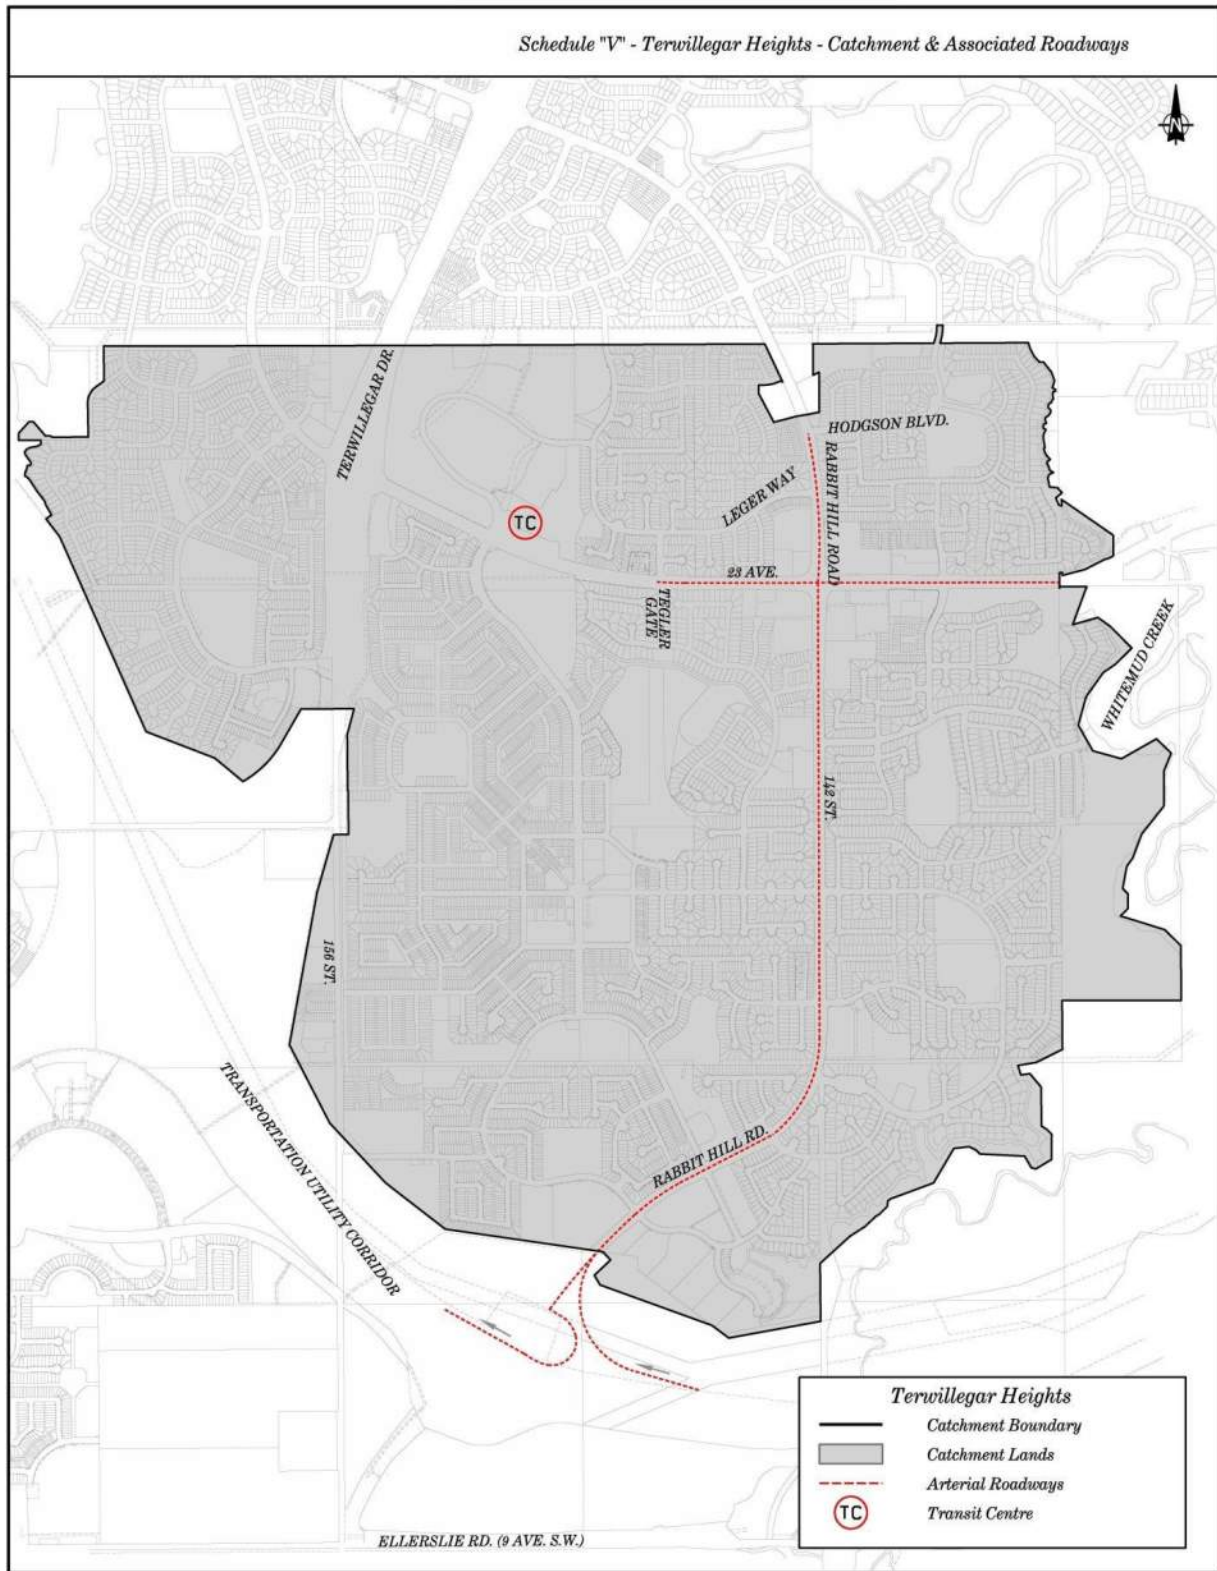 Schedule "V" - Terwillegar Heights - Catchment & Associated Roadways
N
TERWILLEGAR DR.
HODGSON BLVD.
RABBIT HILL ROAD
LEGER WAY
TC
23 AVE.
TEGLER
GATE
WHITEMUD CREEK
142 ST.
156 ST.
TRANSPORTATION UTILITY CORRIDOR
RABBIT HILL RD.
Terwillegar Heights
Catchment Boundary
Catchment Lands
Arterial Roadways
TC Transit Centre
ELLERSLIE RD. (9 AVE. S.W.)